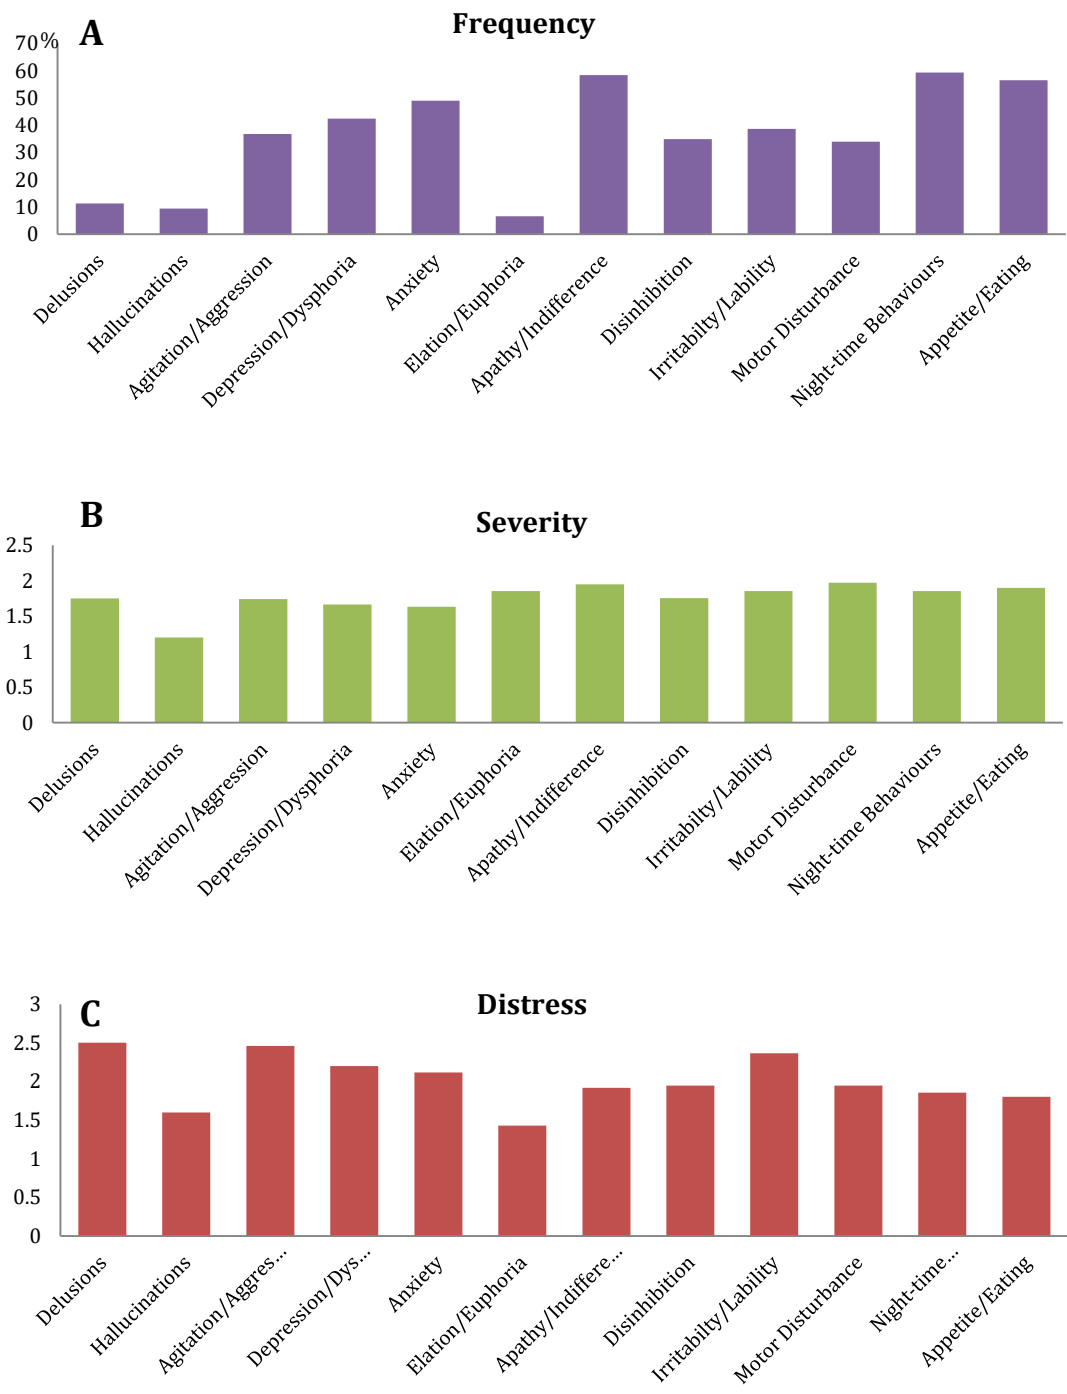 A
Frequency
70%
60
50
40
30
20
10
0
Delusions
Hallucinations
Agitation/Aggression
Depression/Dysphoria
Anxiety
Elation/Euphoria
Apathy/Indifference
Disinhibition
Irritabilty/Lability
Motor Disturbance
Night-time Behaviours
Appetite/Eating
B
Severity
2.5
2
1.5
1
0.5
0
Delusions
Hallucinations
Agitation/Aggression
Depression/Dysphoria
Anxiety
Elation/Euphoria
Apathy/Indifference
Disinhibition
Irritabilty/Lability
Motor Disturbance
Night-time Behaviours
Appetite/Eating
C
Distress
3
2.5
2
1.5
1
0.5
0
Delusions
Hallucinations
Agitation/Aggres...
Depression/Dys...
Anxiety
Elation/Euphoria
Apathy/Indiffere...
Disinhibition
Irritabilty/Lability
Motor Disturbance
Night-time...
Appetite/Eating